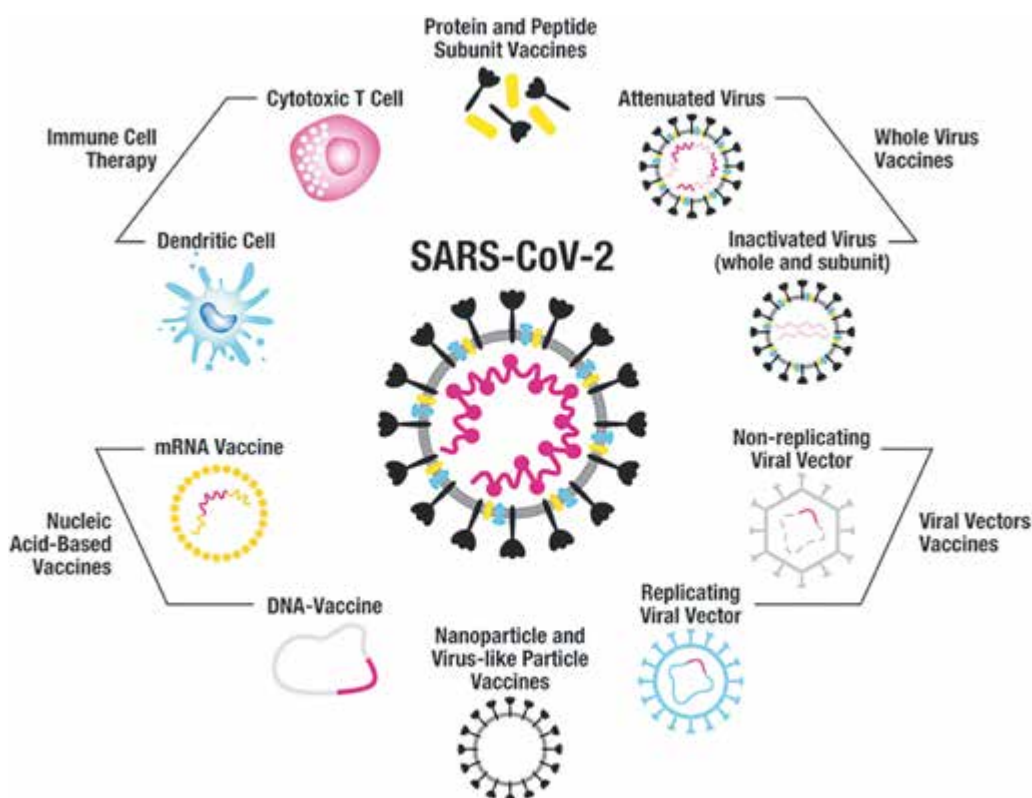 Protein and Peptide
Subunit Vaccines
Cytotoxic T Cell
Attenuated Virus
Immune Cell
Therapy
Whole Virus
Vaccines
Dendritic Cell
Inactivated Virus
(whole and subunit)
SARS-CoV-2
mRNA Vaccine
Non-replicating
Viral Vector
Nucleic
Acid-Based
Vaccines
Viral Vectors
Vaccines
DNA-Vaccine
Replicating
Viral Vector
Nanoparticle and
Virus-like Particle
Vaccines